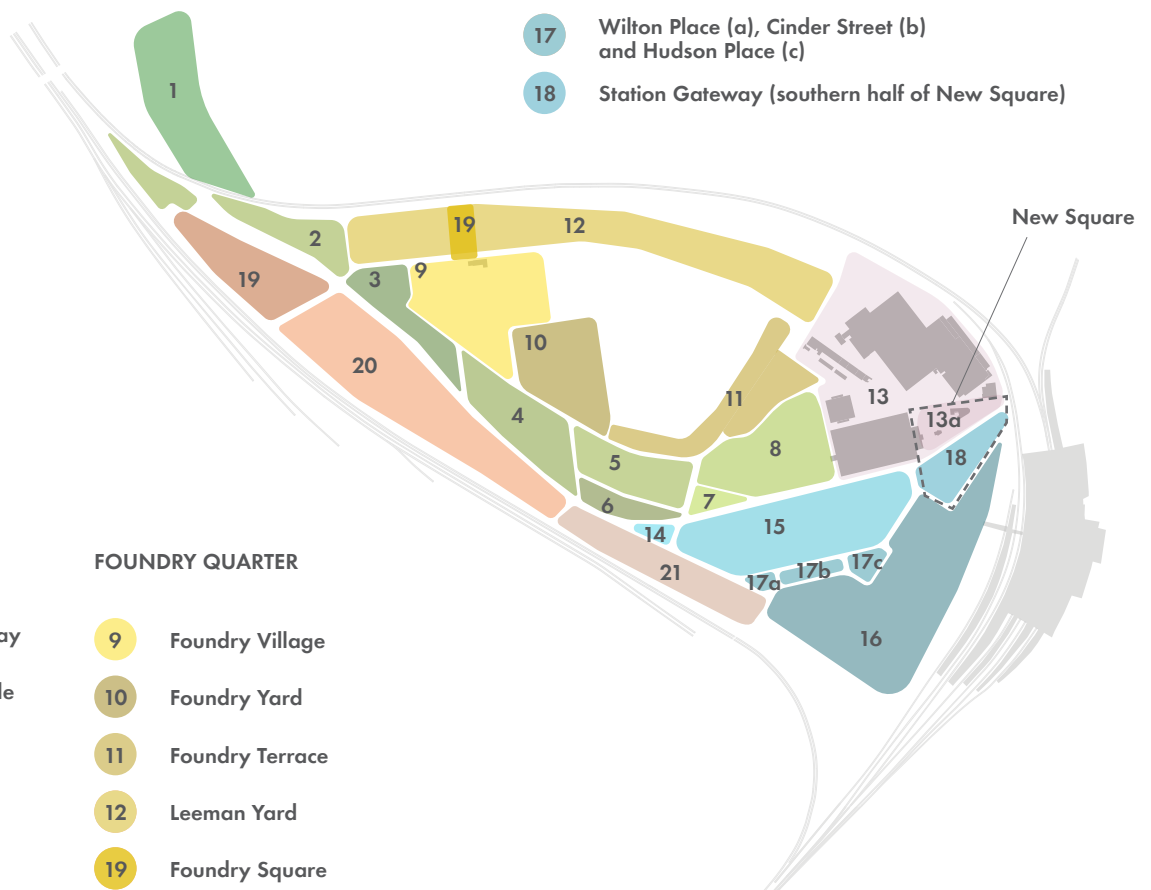 17
Wilton Place (a), Cinder Street (b)
and Hudson Place (c)
18
Station Gateway (southern half of New Square)
New Square
1
2
19
12
19
3
9
10
20
11
13
13a
4
8
18
5
6
7
14
15
21
17a
17b
17c
16
FOUNDRY QUARTER
9
Foundry Village
10
Foundry Yard
11
Foundry Terrace
12
Leeman Yard
19
Foundry Square